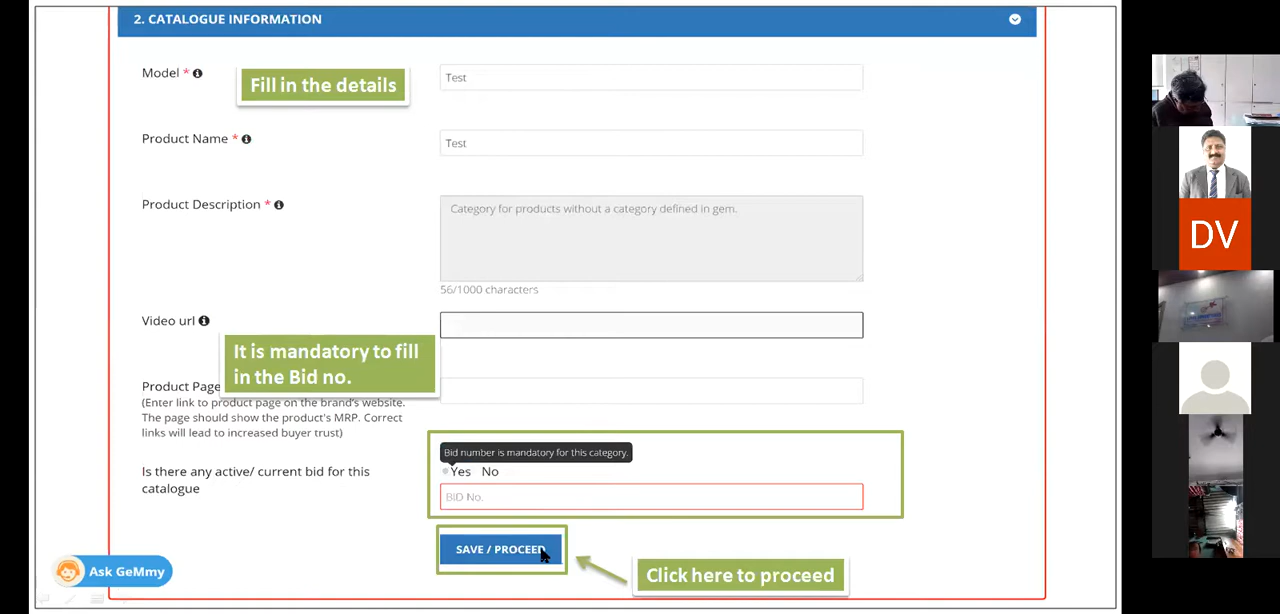 2. CATALOGUE INFORMATION
Model *
Fill in the details
Test
Product Name *
Test
Product Description *
Category for products without a category defined in gem.
56/1000 characters
Video url
It is mandatory to fill
in the Bid no.
Product Page
(Enter link to product page on the brand's website.
The page should show the product's MRP. Correct
links will lead to increased buyer trust)
Bid number is mandatory for this category.
Is there any active/ current bid for this
catalogue
Yes No
BID No.
SAVE / PROCEED
Click here to proceed
Ask GeMmy
DV